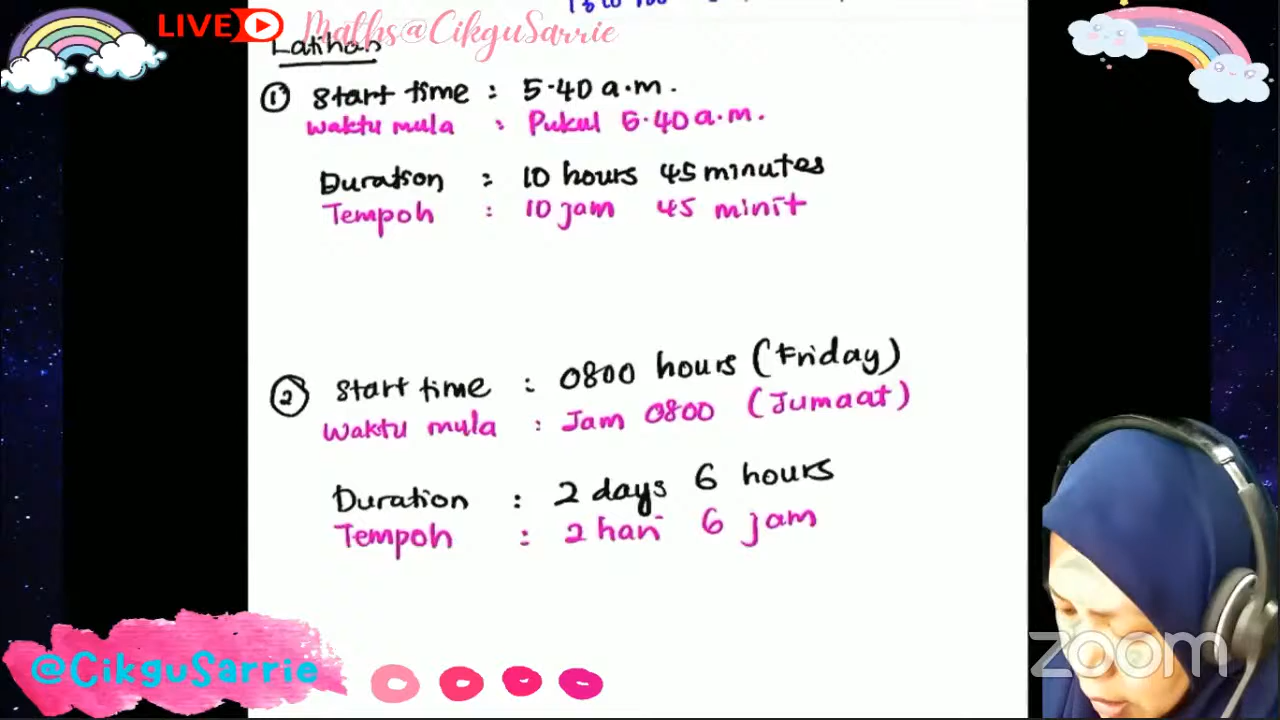 LIVE Maths@CikguSarrie
Latihan
① Start time : 5.40 a.m.
Waktu mula : Pukul 5.40 a.m.
Duration : 10 hours 45 minutes
Tempoh : 10 jam 45 minit
② Start time : 0800 hours (Friday)
Waktu mula : Jam 0800 (Jumaat)
Duration : 2 days 6 hours
Tempoh : 2 hari 6 jam
zoom
@CikguSarrie